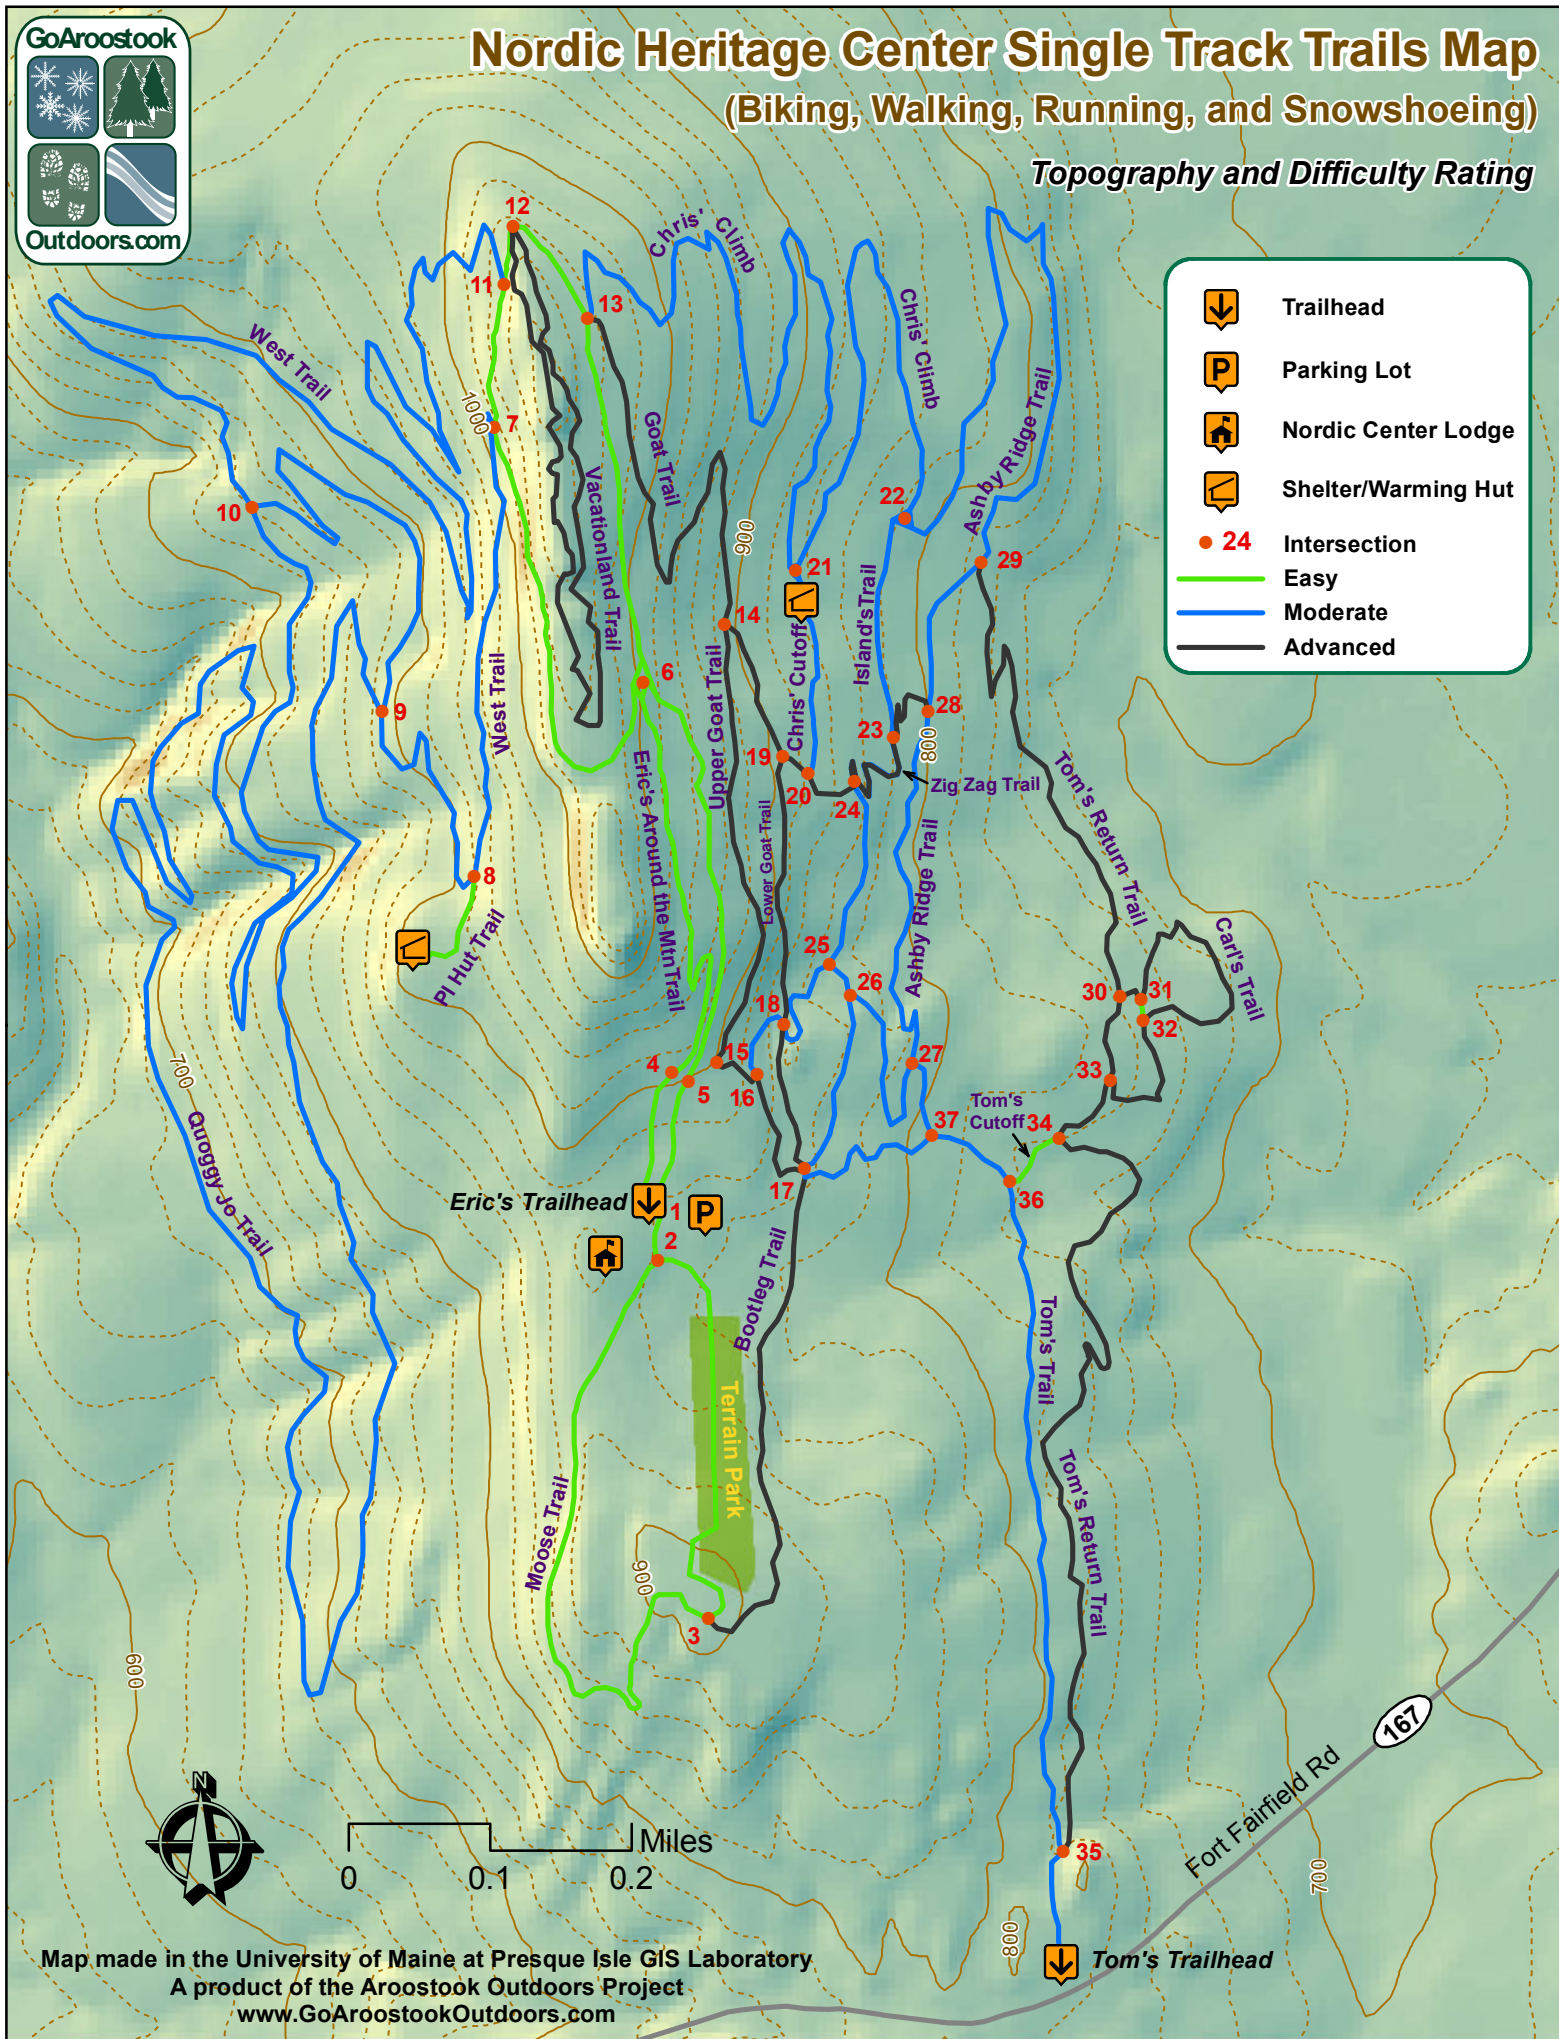 GoAroostook
Outdoors.com
Nordic Heritage Center Single Track Trails Map
(Biking, Walking, Running, and Snowshoeing)
Topography and Difficulty Rating
Trailhead
P
Parking Lot
Nordic Center Lodge
Shelter/Warming Hut
24
Intersection
Easy
Moderate
Advanced
12
Chris' Climb
11
13
West Trail
Chris' Climb
1000
7
Ashby Ridge Trail
Goat Trail
Vacationland Trail
22
10
900
21
29
Island's Trail
14
Chris' Cutoff
6
West Trail
Upper Goat Trail
9
28
23
800
19
Eric's Around the Mtn Trail
20
24
Zig Zag Trail
Tom's Return Trail
Lower Goat Trail
Ashby Ridge Trail
8
PI Hut Trail
Carl's Trail
25
26
30
31
32
18
15
27
4
5
16
33
700
Tom's
Cutoff
34
37
Quoggy Jo Trail
17
36
Eric's Trailhead
1
P
2
Bootleg Trail
Tom's Trail
Terrain Park
Moose Trail
Tom's Return Trail
900
3
600
167
Fort Fairfield Rd
N
Miles
0
0.1
0.2
35
700
800
Tom's Trailhead
Map made in the University of Maine at Presque Isle GIS Laboratory
A product of the Aroostook Outdoors Project
www.GoAroostookOutdoors.com